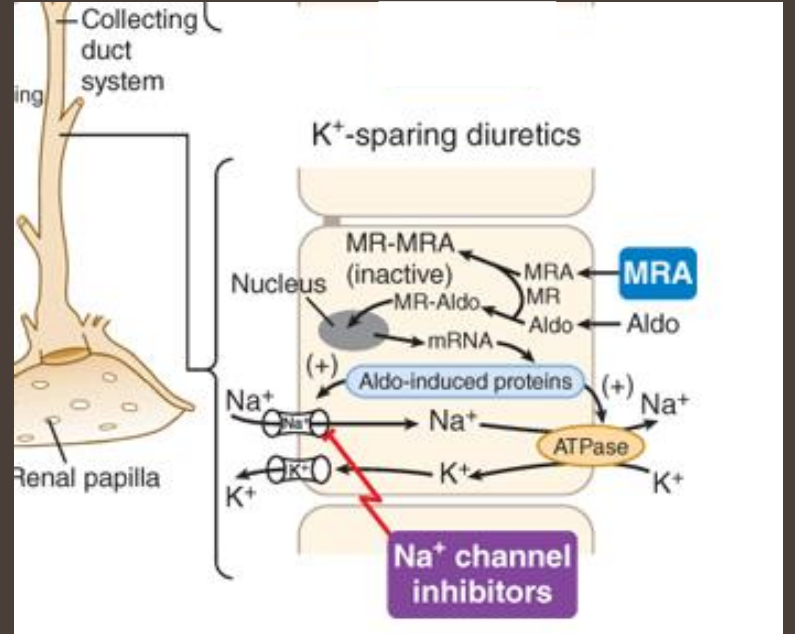 Collecting
duct
system
ing
K⁺-sparing diuretics
MR-MRA
(inactive)
MRA
MRA
MR
Nucleus
MR-Aldo
Aldo
Aldo
mRNA
(+)
Aldo-induced proteins
(+)
Na⁺
Na⁺
Na⁺
Na⁺
ATPase
K⁺
K⁺
K⁺
K⁺
Renal papilla
Na⁺ channel
inhibitors